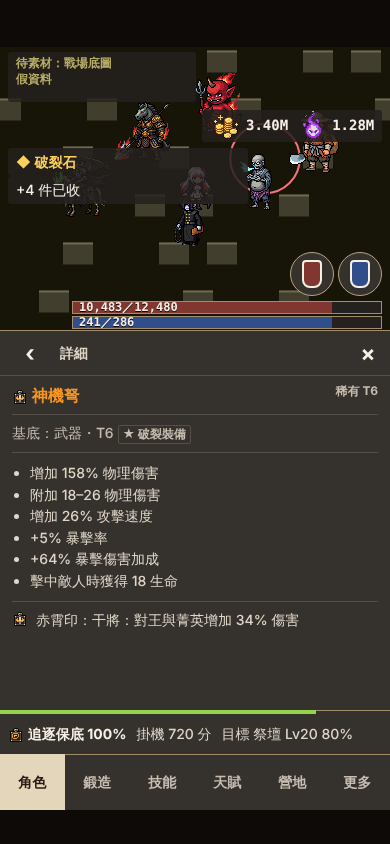 待素材：戰場底圖
假資料
3.40M
1.28M
◆ 破裂石
+4 件已收
10,483／12,480
241／286
‹ 詳細 ×
神機弩 稀有 T6
基底：武器・T6 ★ 破裂裝備
• 增加 158% 物理傷害
• 附加 18–26 物理傷害
• 增加 26% 攻擊速度
• +5% 暴擊率
• +64% 暴擊傷害加成
• 擊中敵人時獲得 18 生命
赤霄印：干將：對王與菁英增加 34% 傷害
追逐保底 100% 掛機 720 分 目標 祭壇 Lv20 80%
角色 鍛造 技能 天賦 營地 更多